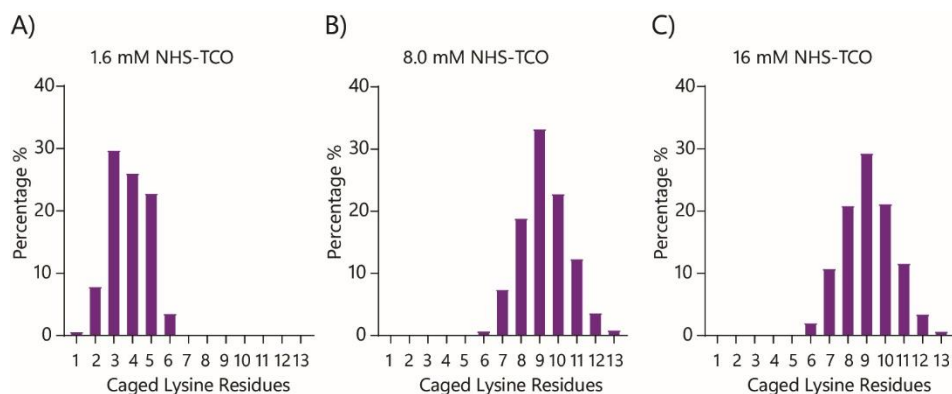 A)
1.6 mM NHS-TCO
Percentage %
40
30
20
10
0
1 2 3 4 5 6 7 8 9 10 11 12 13
Caged Lysine Residues
B)
8.0 mM NHS-TCO
Percentage %
40
30
20
10
0
1 2 3 4 5 6 7 8 9 10 11 12 13
Caged Lysine Residues
C)
16 mM NHS-TCO
Percentage %
40
30
20
10
0
1 2 3 4 5 6 7 8 9 10 11 12 13
Caged Lysine Residues